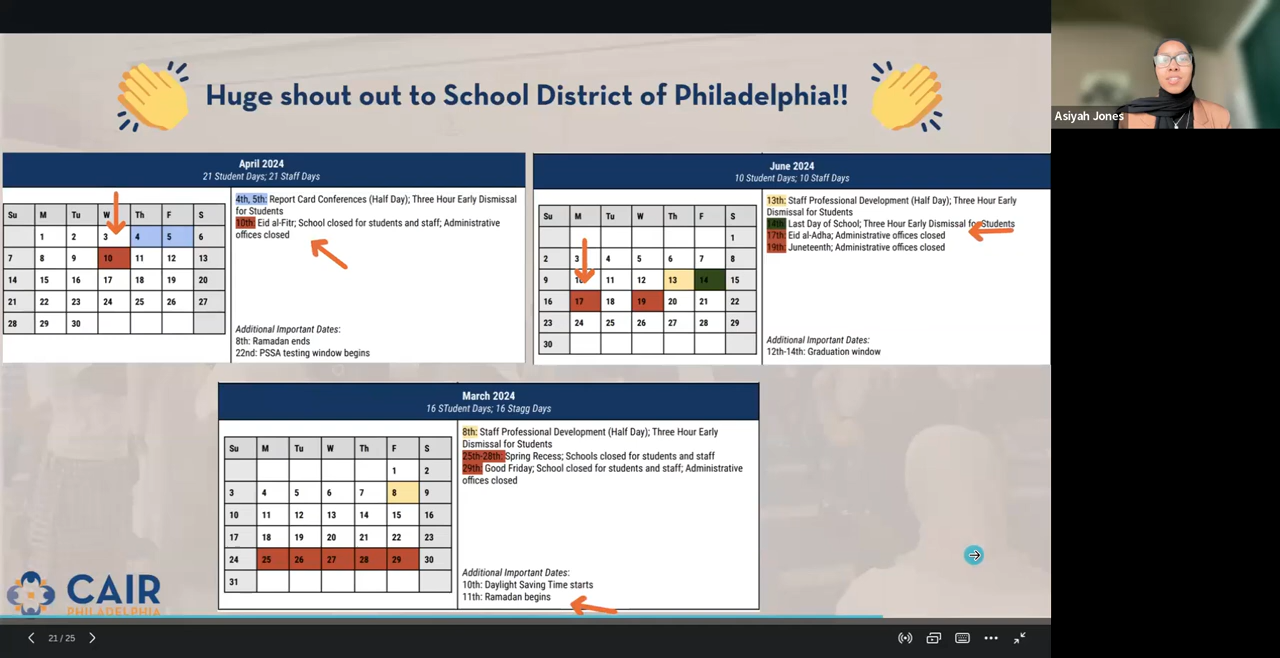 Huge shout out to School District of Philadelphia!!
Asiyah Jones
April 2024
21 Student Days; 21 Staff Days
Su M Tu W Th F S
1 2 3 4 5 6
7 8 9 10 11 12 13
14 15 16 17 18 19 20
21 22 23 24 25 26 27
28 29 30
4th, 5th: Report Card Conferences (Half Day); Three Hour Early Dismissal
for Students
10th: Eid al-Fitr; School closed for students and staff; Administrative
offices closed
Additional Important Dates:
8th: Ramadan ends
22nd: PSSA testing window begins
June 2024
10 Student Days; 10 Staff Days
Su M Tu W Th F S
1
2 3 4 5 6 7 8
9 10 11 12 13 14 15
16 17 18 19 20 21 22
23 24 25 26 27 28 29
30
13th: Staff Professional Development (Half Day); Three Hour Early
Dismissal for Students
14th: Last Day of School; Three Hour Early Dismissal for Students
17th: Eid al-Adha; Administrative offices closed
19th: Juneteenth; Administrative offices closed
Additional Important Dates:
12th-14th: Graduation window
March 2024
16 STudent Days; 16 Stagg Days
Su M Tu W Th F S
1 2
3 4 5 6 7 8 9
10 11 12 13 14 15 16
17 18 19 20 21 22 23
24 25 26 27 28 29 30
31
8th: Staff Professional Development (Half Day); Three Hour Early
Dismissal for Students
25th-28th: Spring Recess; Schools closed for students and staff
29th: Good Friday; School closed for students and staff; Administrative
offices closed
Additional Important Dates:
10th: Daylight Saving Time starts
11th: Ramadan begins
CAIR
PHILADELPHIA
21 / 25